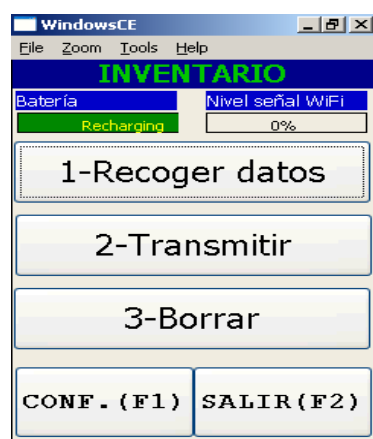 WindowsCE
File Zoom Tools Help
INVENTARIO
Batería Nivel señal WiFi
Recharging 0%
1-Recoger datos
2-Transmitir
3-Borrar
CONF.(F1) SALIR(F2)